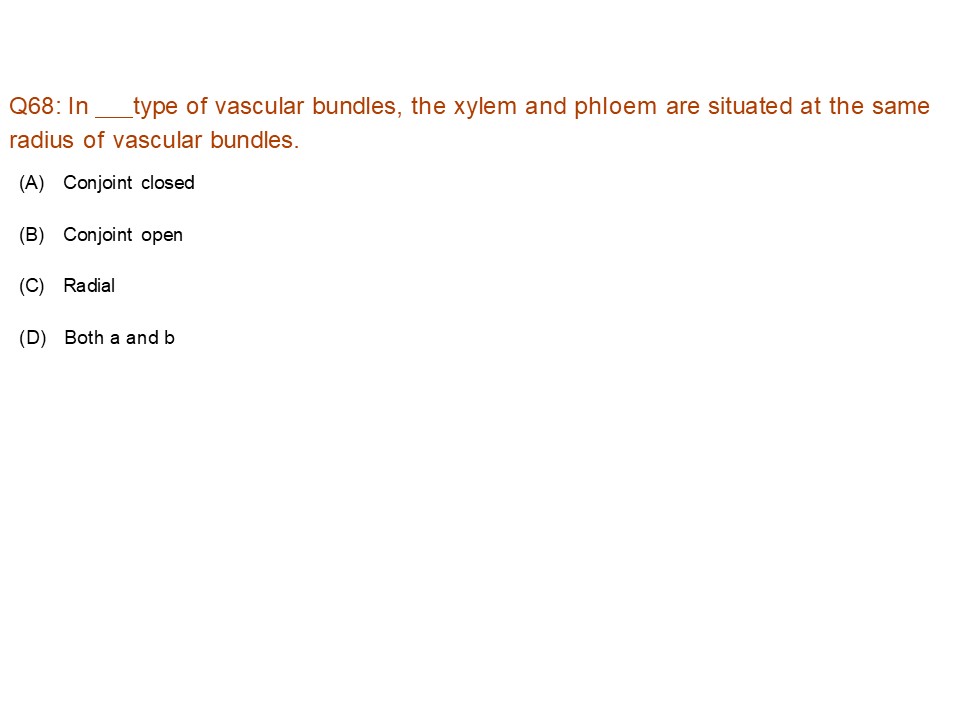 Q68: In ___type of vascular bundles, the xylem and phloem are situated at the same
radius of vascular bundles.
(A) Conjoint closed
(B) Conjoint open
(C) Radial
(D) Both a and b